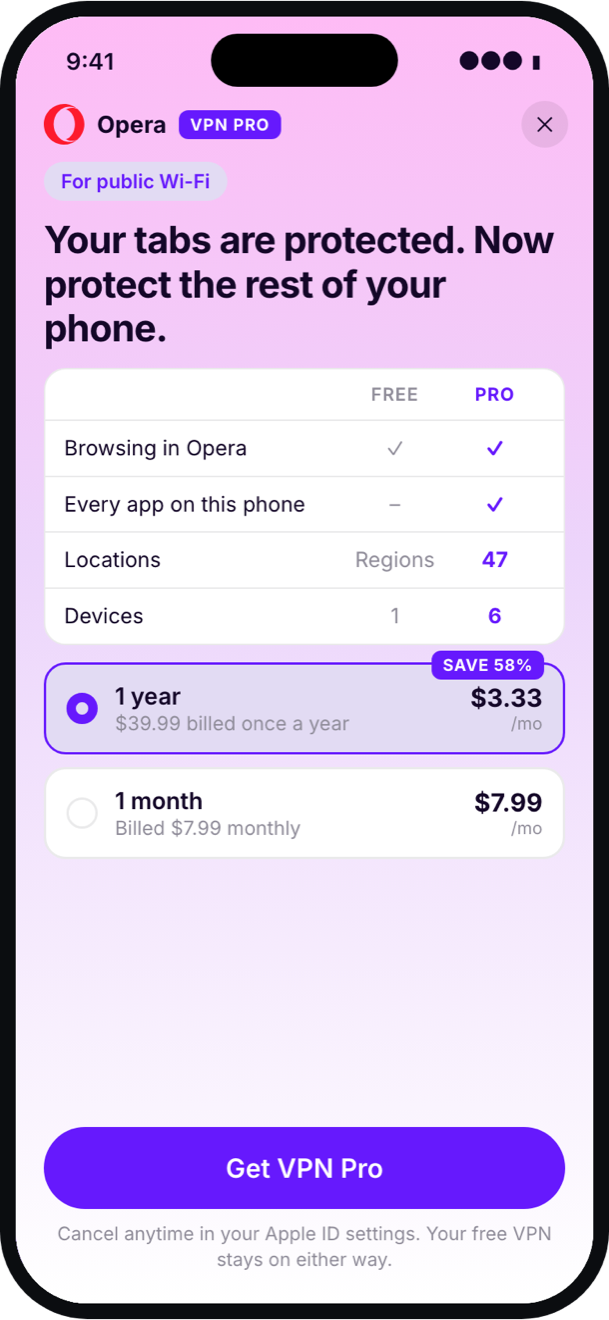 9:41
Opera VPN PRO
For public Wi-Fi
Your tabs are protected. Now
protect the rest of your
phone.
FREE PRO
Browsing in Opera ✓ ✓
Every app on this phone – ✓
Locations Regions 47
Devices 1 6
SAVE 58%
1 year $3.33
$39.99 billed once a year /mo
1 month $7.99
Billed $7.99 monthly /mo
Get VPN Pro
Cancel anytime in your Apple ID settings. Your free VPN
stays on either way.